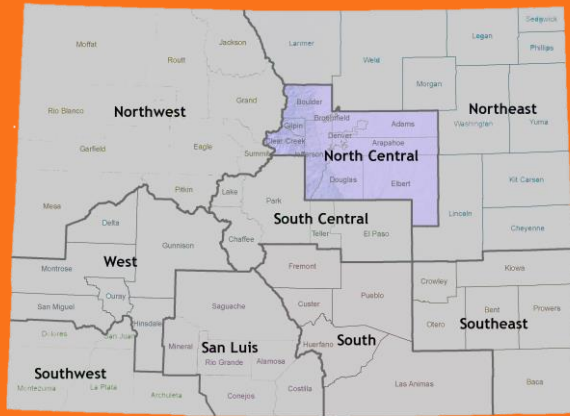 Moffat
Routt
Jackson
Larimer
Weld
Logan
Sedgwick
Phillips
Morgan
Rio Blanco
Northwest
Grand
Boulder
Northeast
Washington
Yuma
Gilpin
Broomfield
Adams
Denver
Arapahoe
Garfield
Eagle
Summit
Clear Creek
Jefferson
North Central
Pitkin
Lake
Park
Douglas
Elbert
Kit Carson
Mesa
Delta
South Central
Lincoln
Cheyenne
Gunnison
Chaffee
Teller
El Paso
West
Montrose
Fremont
Crowley
Kiowa
Ouray
San Miguel
Hinsdale
Saguache
Custer
Pueblo
Otero
Bent
Prowers
Southeast
Dolores
San Juan
Mineral
San Luis
Rio Grande
Alamosa
Huerfano
South
Southwest
Montezuma
La Plata
Archuleta
Conejos
Costilla
Las Animas
Baca